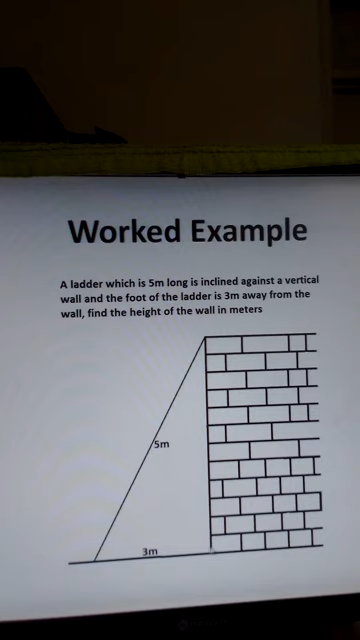 Worked Example
A ladder which is 5m long is inclined against a vertical
wall and the foot of the ladder is 3m away from the
wall, find the height of the wall in meters
5m
3m